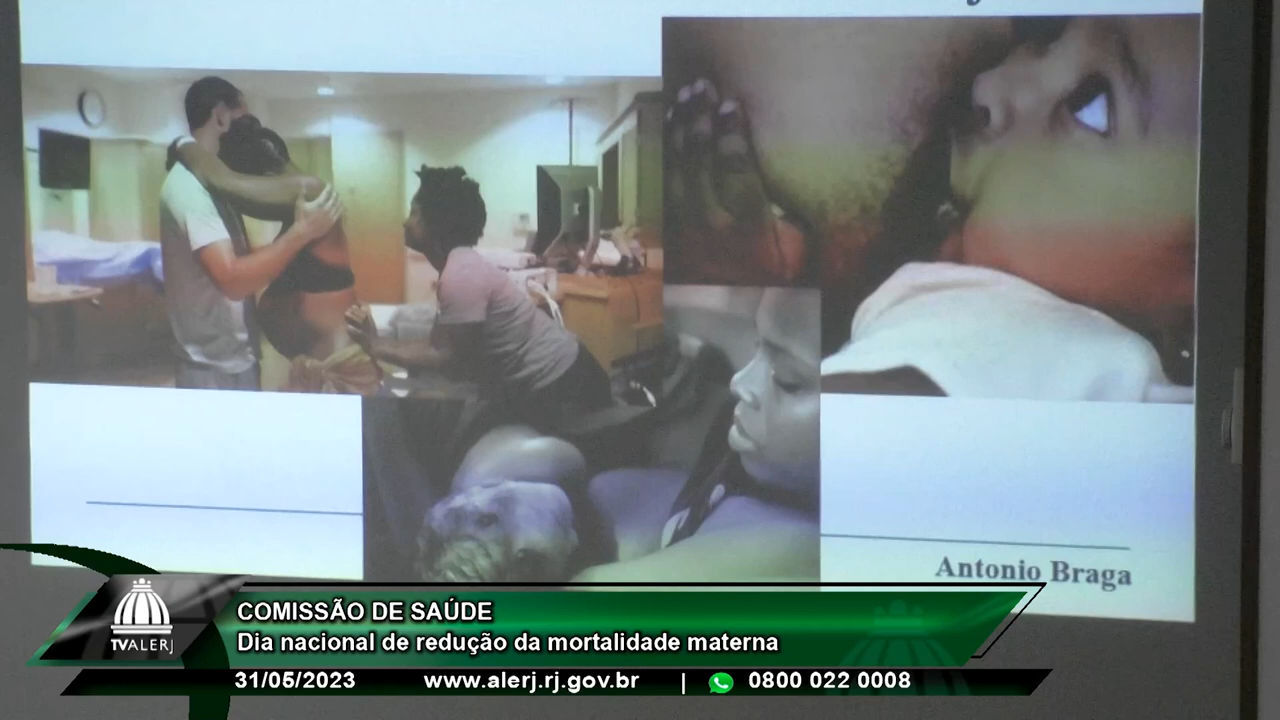 Antonio Braga
COMISSÃO DE SAÚDE
Dia nacional de redução da mortalidade materna
TVALERJ
31/05/2023 www.alerj.rj.gov.br | 0800 022 0008